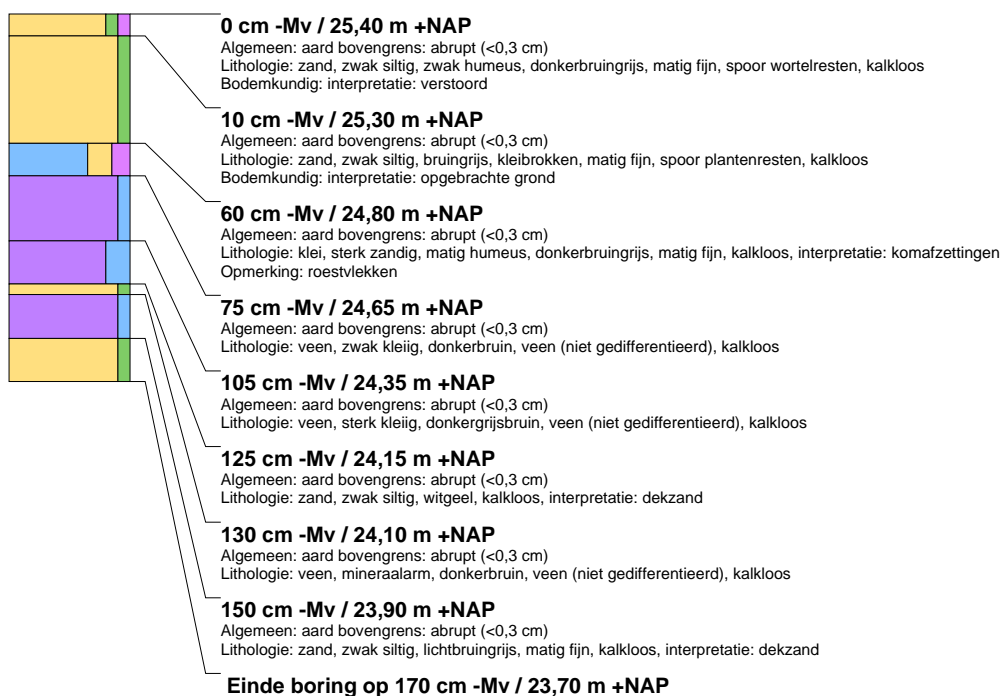 0 cm -Mv / 25,40 m +NAP
Algemeen: aard bovengrens: abrupt (<0,3 cm)
Lithologie: zand, zwak siltig, zwak humeus, donkerbruingrijs, matig fijn, spoor wortelresten, kalkloos
Bodemkundig: interpretatie: verstoord
10 cm -Mv / 25,30 m +NAP
Algemeen: aard bovengrens: abrupt (<0,3 cm)
Lithologie: zand, zwak siltig, bruingrijs, kleibrokken, matig fijn, spoor plantenresten, kalkloos
Bodemkundig: interpretatie: opgebrachte grond
60 cm -Mv / 24,80 m +NAP
Algemeen: aard bovengrens: abrupt (<0,3 cm)
Lithologie: klei, sterk zandig, matig humeus, donkerbruingrijs, matig fijn, kalkloos, interpretatie: komafzettingen
Opmerking: roestvlekken
75 cm -Mv / 24,65 m +NAP
Algemeen: aard bovengrens: abrupt (<0,3 cm)
Lithologie: veen, zwak kleiig, donkerbruin, veen (niet gedifferentieerd), kalkloos
105 cm -Mv / 24,35 m +NAP
Algemeen: aard bovengrens: abrupt (<0,3 cm)
Lithologie: veen, sterk kleiig, donkergrijsbruin, veen (niet gedifferentieerd), kalkloos
125 cm -Mv / 24,15 m +NAP
Algemeen: aard bovengrens: abrupt (<0,3 cm)
Lithologie: zand, zwak siltig, witgeel, kalkloos, interpretatie: dekzand
130 cm -Mv / 24,10 m +NAP
Algemeen: aard bovengrens: abrupt (<0,3 cm)
Lithologie: veen, mineraalarm, donkerbruin, veen (niet gedifferentieerd), kalkloos
150 cm -Mv / 23,90 m +NAP
Algemeen: aard bovengrens: abrupt (<0,3 cm)
Lithologie: zand, zwak siltig, lichtbruingrijs, matig fijn, kalkloos, interpretatie: dekzand
Einde boring op 170 cm -Mv / 23,70 m +NAP